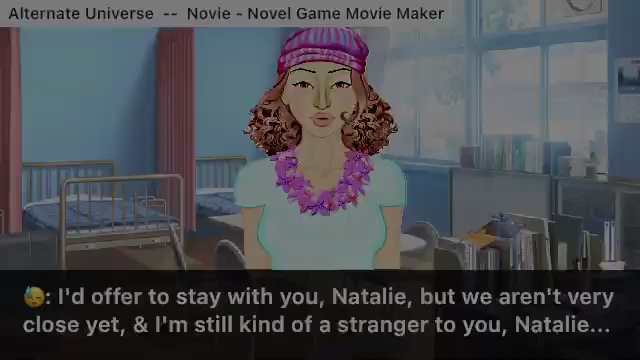 Alternate Universe -- Novie - Novel Game Movie Maker
😓: I'd offer to stay with you, Natalie, but we aren't very
close yet, & I'm still kind of a stranger to you, Natalie...